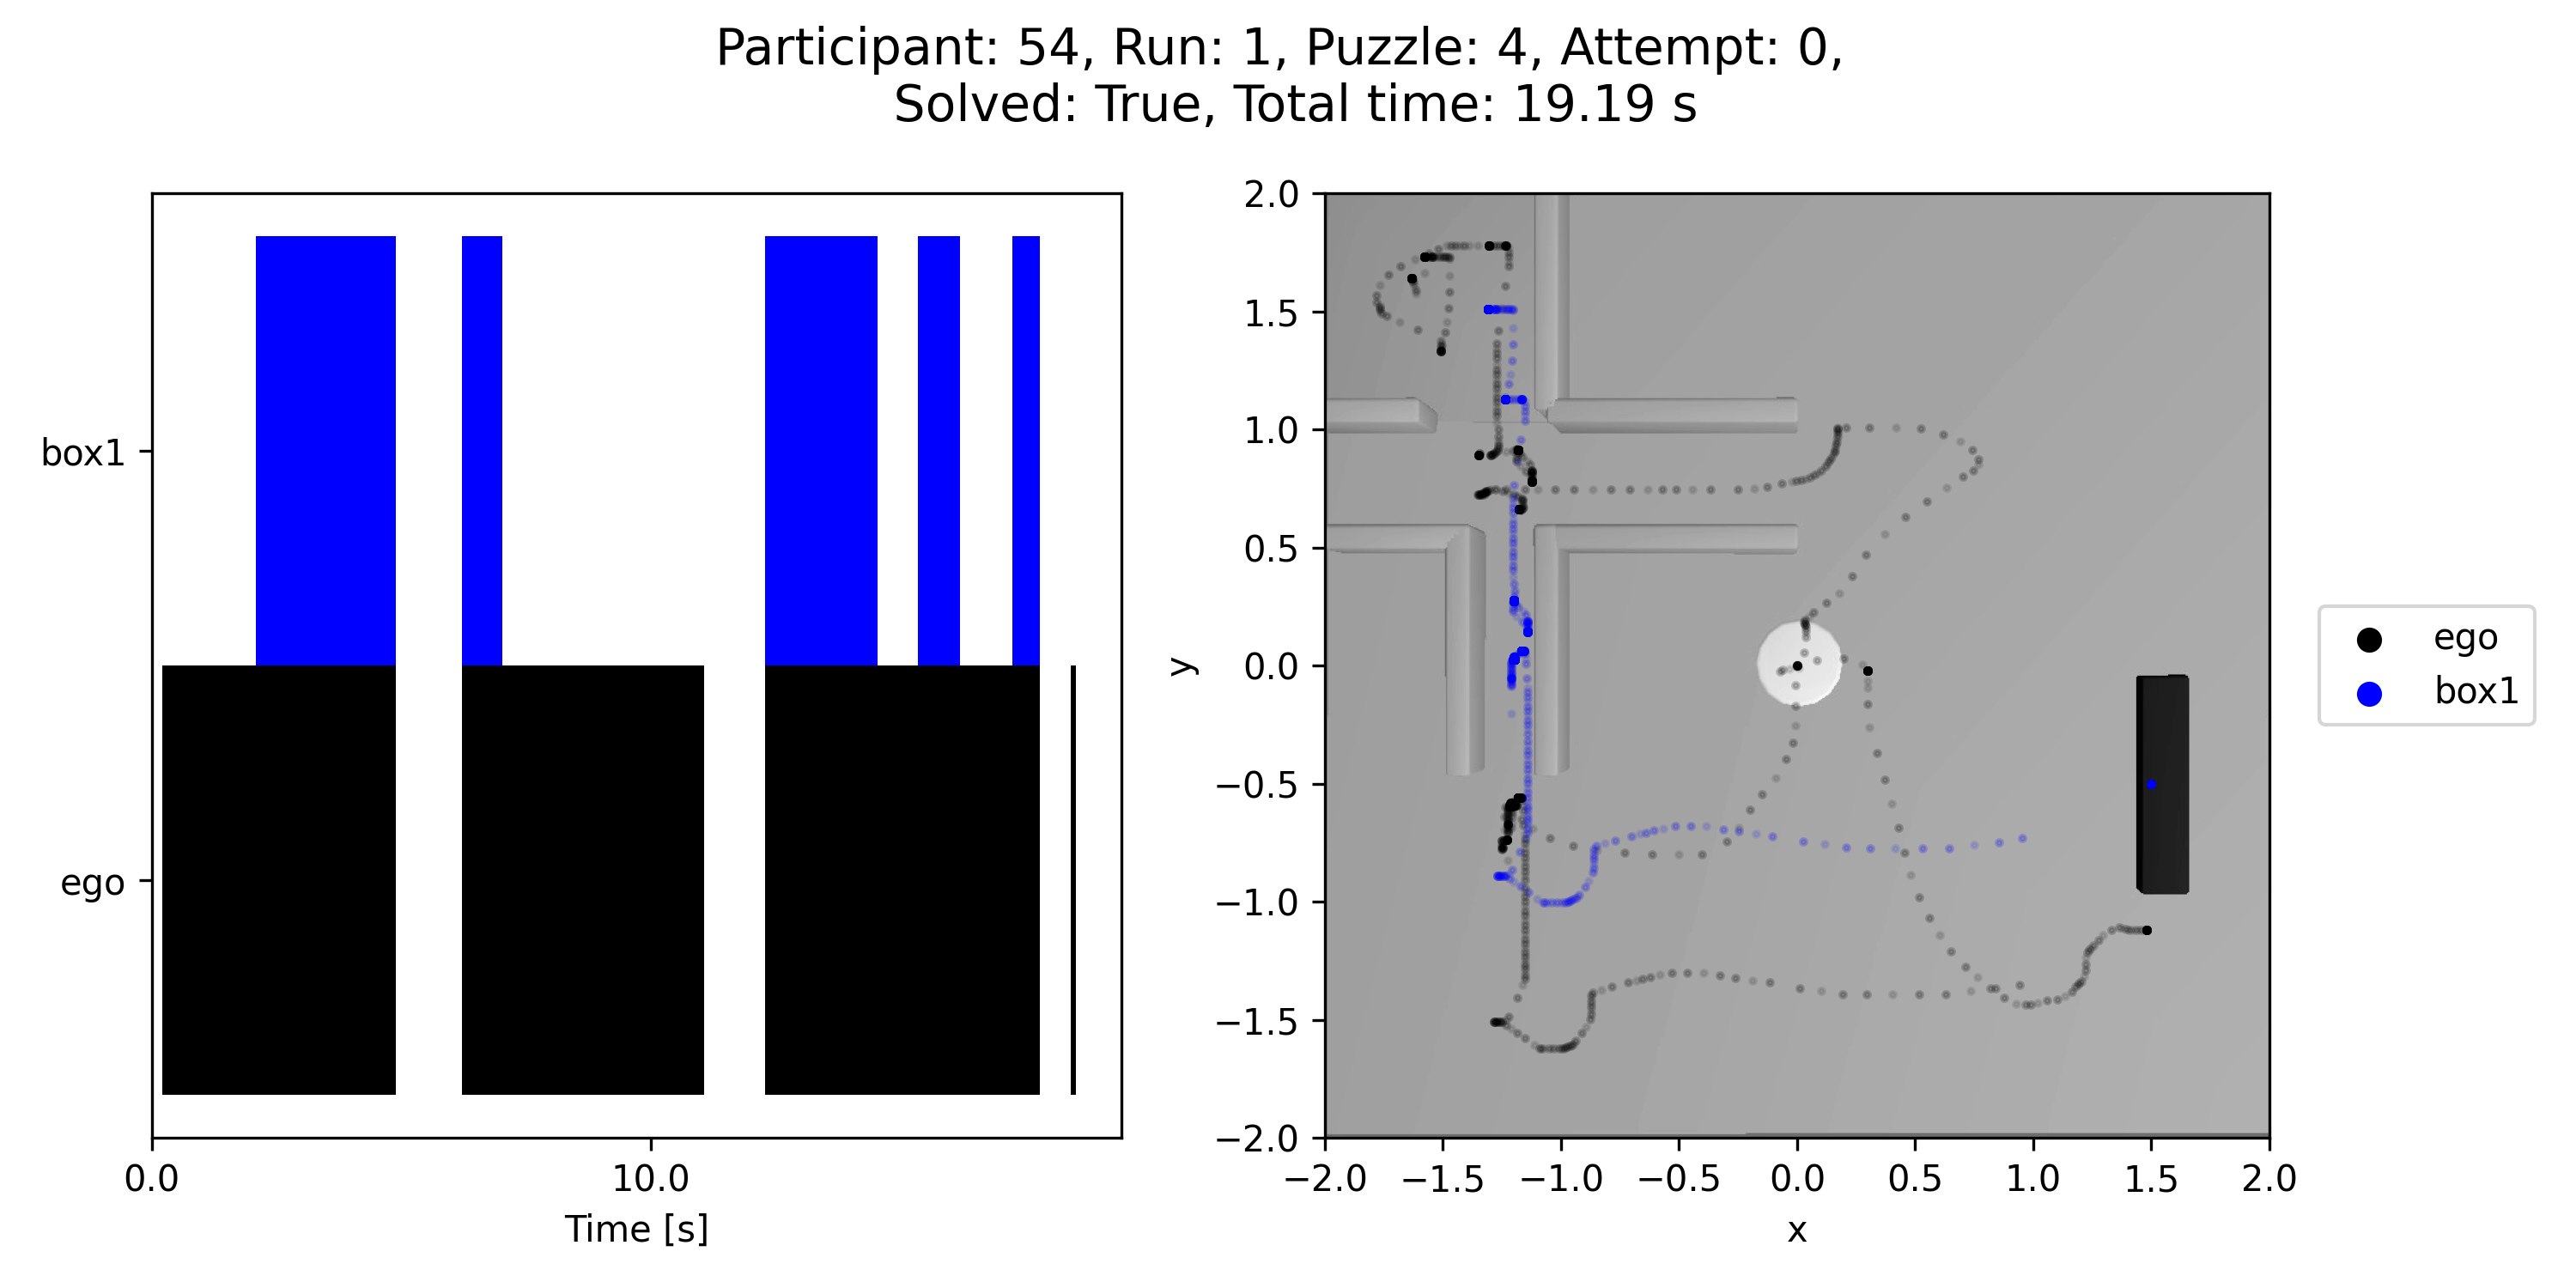 Participant: 54, Run: 1, Puzzle: 4, Attempt: 0,
Solved: True, Total time: 19.19 s
box1
ego
0.0
10.0
Time [s]
2.0
1.5
1.0
0.5
0.0
−0.5
−1.0
−1.5
−2.0
y
−2.0
−1.5
−1.0
−0.5
0.0
0.5
1.0
1.5
2.0
x
ego
box1